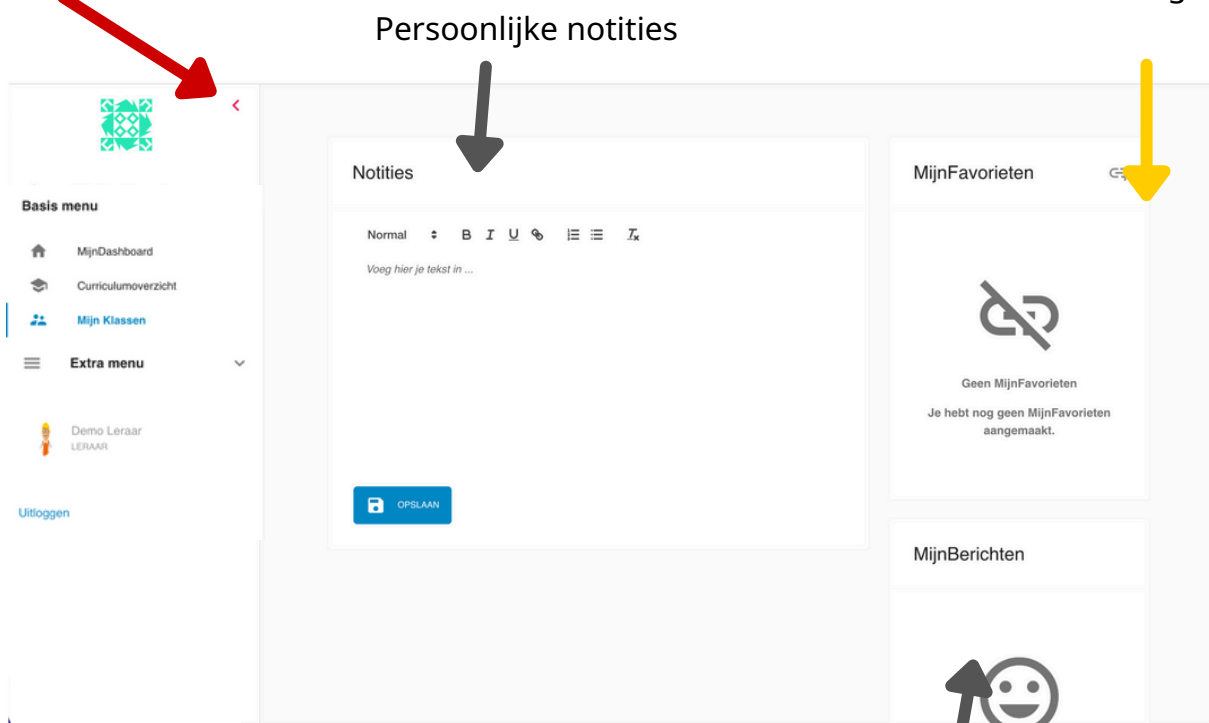 Persoonlijke notities
Basis menu
MijnDashboard
Curriculumoverzicht
Mijn Klassen
Extra menu
Demo Leraar
LERAAR
Uitloggen
Notities
Normal
B I U
Voeg hier je tekst in ...
OPSLAAN
MijnFavorieten
Geen MijnFavorieten
Je hebt nog geen MijnFavorieten
aangemaakt.
MijnBerichten